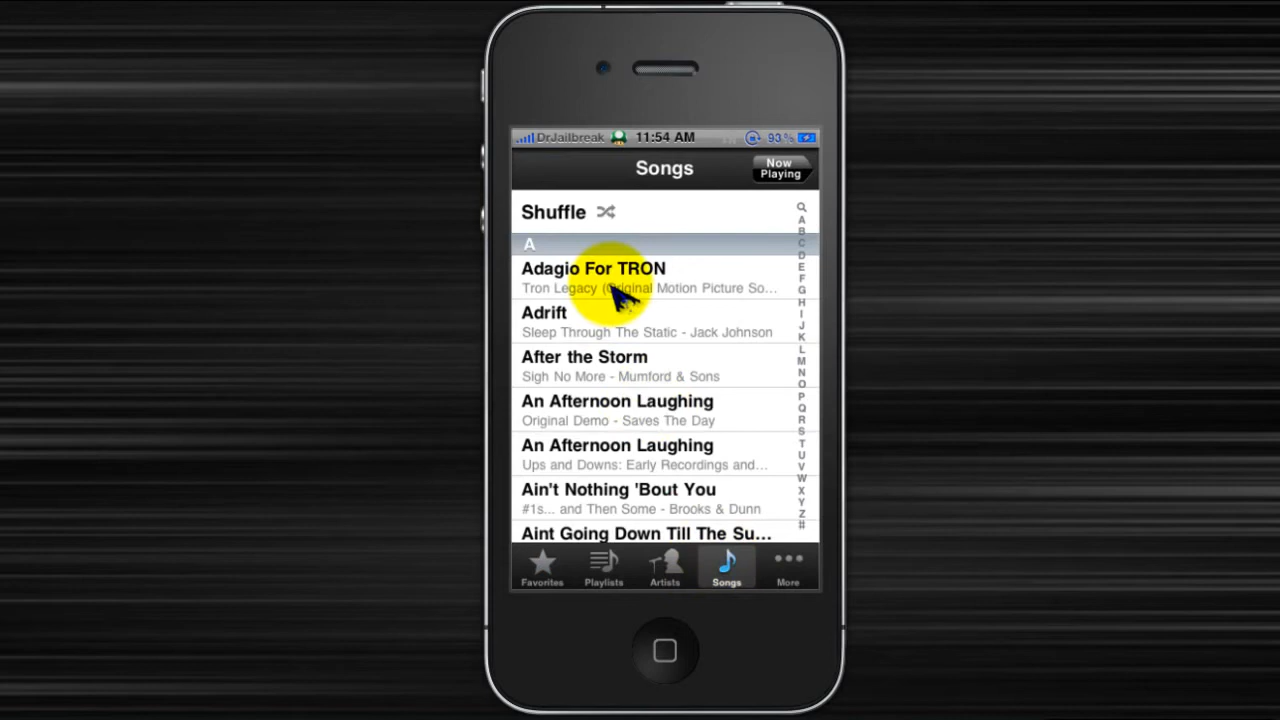 DrJailbreak 11:54 AM 93%
Songs
Now
Playing
Shuffle
A
Adagio For TRON
Tron Legacy (Original Motion Picture So...
Adrift
Sleep Through The Static - Jack Johnson
After the Storm
Sigh No More - Mumford & Sons
An Afternoon Laughing
Original Demo - Saves The Day
An Afternoon Laughing
Ups and Downs: Early Recordings and...
Ain't Nothing 'Bout You
#1s... and Then Some - Brooks & Dunn
Aint Going Down Till The Su...
A
B
C
D
E
F
G
H
I
J
K
L
M
N
O
P
Q
R
S
T
U
V
W
X
Y
Z
#
Favorites Playlists Artists Songs More